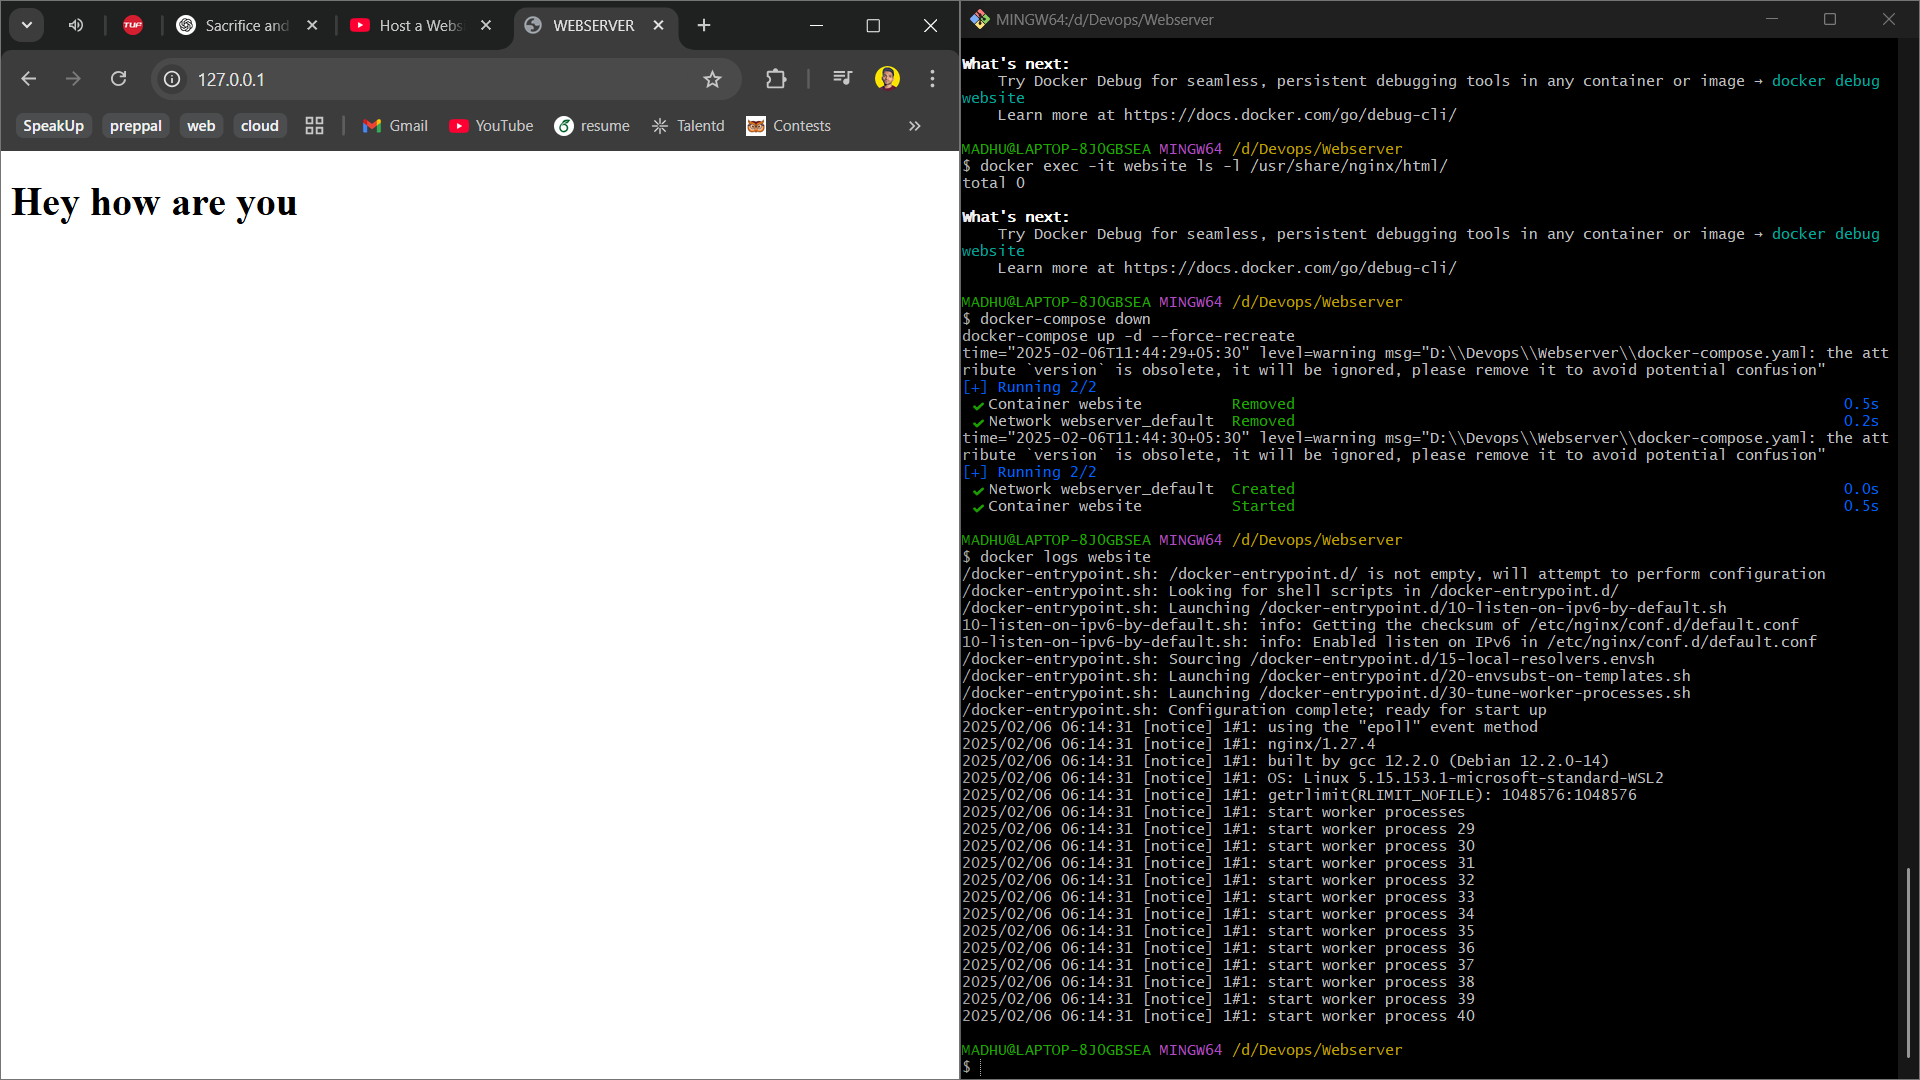 TUF
Sacrifice and
Host a Webs
WEBSERVER
127.0.0.1
SpeakUp preppal web cloud Gmail YouTube resume Talentd Contests
Hey how are you
MINGW64:/d/Devops/Webserver
What's next:
Try Docker Debug for seamless, persistent debugging tools in any container or image → docker debug
website
Learn more at https://docs.docker.com/go/debug-cli/
MADHU@LAPTOP-8JOGBSEA MINGW64 /d/Devops/Webserver
$ docker exec -it website ls -l /usr/share/nginx/html/
total 0
What's next:
Try Docker Debug for seamless, persistent debugging tools in any container or image → docker debug
website
Learn more at https://docs.docker.com/go/debug-cli/
MADHU@LAPTOP-8JOGBSEA MINGW64 /d/Devops/Webserver
$ docker-compose down
docker-compose up -d --force-recreate
time="2025-02-06T11:44:29+05:30" level=warning msg="D:\\Devops\\Webserver\\docker-compose.yaml: the att
ribute `version` is obsolete, it will be ignored, please remove it to avoid potential confusion"
[+] Running 2/2
✔ Container website Removed 0.5s
✔ Network webserver_default Removed 0.2s
time="2025-02-06T11:44:30+05:30" level=warning msg="D:\\Devops\\Webserver\\docker-compose.yaml: the att
ribute `version` is obsolete, it will be ignored, please remove it to avoid potential confusion"
[+] Running 2/2
✔ Network webserver_default Created 0.0s
✔ Container website Started 0.5s
MADHU@LAPTOP-8JOGBSEA MINGW64 /d/Devops/Webserver
$ docker logs website
/docker-entrypoint.sh: /docker-entrypoint.d/ is not empty, will attempt to perform configuration
/docker-entrypoint.sh: Looking for shell scripts in /docker-entrypoint.d/
/docker-entrypoint.sh: Launching /docker-entrypoint.d/10-listen-on-ipv6-by-default.sh
10-listen-on-ipv6-by-default.sh: info: Getting the checksum of /etc/nginx/conf.d/default.conf
10-listen-on-ipv6-by-default.sh: info: Enabled listen on IPv6 in /etc/nginx/conf.d/default.conf
/docker-entrypoint.sh: Sourcing /docker-entrypoint.d/15-local-resolvers.envsh
/docker-entrypoint.sh: Launching /docker-entrypoint.d/20-envsubst-on-templates.sh
/docker-entrypoint.sh: Launching /docker-entrypoint.d/30-tune-worker-processes.sh
/docker-entrypoint.sh: Configuration complete; ready for start up
2025/02/06 06:14:31 [notice] 1#1: using the "epoll" event method
2025/02/06 06:14:31 [notice] 1#1: nginx/1.27.4
2025/02/06 06:14:31 [notice] 1#1: built by gcc 12.2.0 (Debian 12.2.0-14)
2025/02/06 06:14:31 [notice] 1#1: OS: Linux 5.15.153.1-microsoft-standard-WSL2
2025/02/06 06:14:31 [notice] 1#1: getrlimit(RLIMIT_NOFILE): 1048576:1048576
2025/02/06 06:14:31 [notice] 1#1: start worker processes
2025/02/06 06:14:31 [notice] 1#1: start worker process 29
2025/02/06 06:14:31 [notice] 1#1: start worker process 30
2025/02/06 06:14:31 [notice] 1#1: start worker process 31
2025/02/06 06:14:31 [notice] 1#1: start worker process 32
2025/02/06 06:14:31 [notice] 1#1: start worker process 33
2025/02/06 06:14:31 [notice] 1#1: start worker process 34
2025/02/06 06:14:31 [notice] 1#1: start worker process 35
2025/02/06 06:14:31 [notice] 1#1: start worker process 36
2025/02/06 06:14:31 [notice] 1#1: start worker process 37
2025/02/06 06:14:31 [notice] 1#1: start worker process 38
2025/02/06 06:14:31 [notice] 1#1: start worker process 39
2025/02/06 06:14:31 [notice] 1#1: start worker process 40
MADHU@LAPTOP-8JOGBSEA MINGW64 /d/Devops/Webserver
$